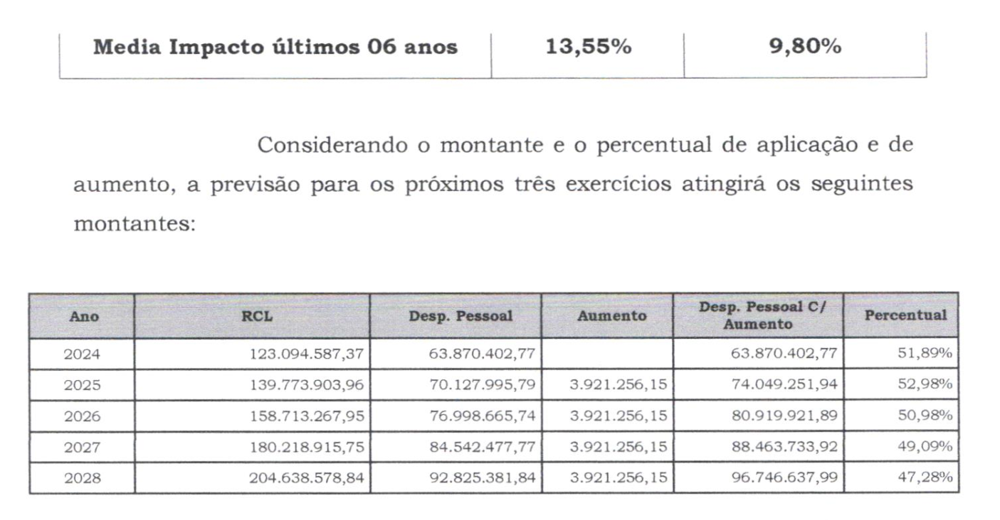 Media Impacto últimos 06 anos 13,55% 9,80%
Considerando o montante e o percentual de aplicação e de
aumento, a previsão para os próximos três exercícios atingirá os seguintes
montantes:
Ano RCL Desp. Pessoal Aumento Desp. Pessoal C/ Aumento Percentual
2024 123.094.587,37 63.870.402,77 63.870.402,77 51,89%
2025 139.773.903,96 70.127.995,79 3.921.256,15 74.049.251,94 52,98%
2026 158.713.267,95 76.998.665,74 3.921.256,15 80.919.921,89 50,98%
2027 180.218.915,75 84.542.477,77 3.921.256,15 88.463.733,92 49,09%
2028 204.638.578,84 92.825.381,84 3.921.256,15 96.746.637,99 47,28%